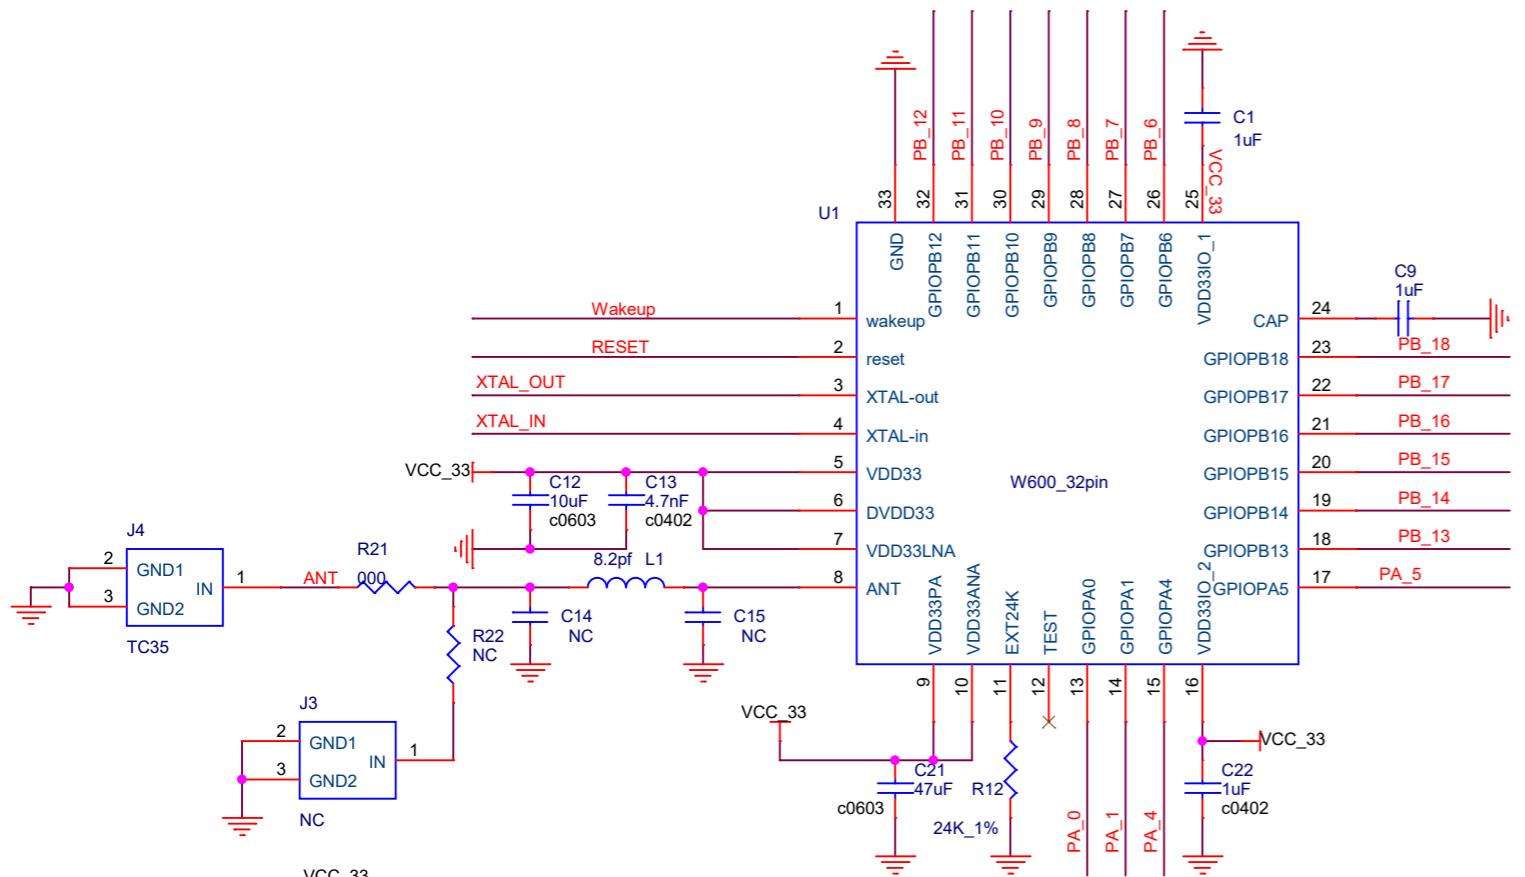 PB_12
PB_11
PB_10
PB_9
PB_8
PB_7
PB_6
C1
1uF
VCC_33
33
32
31
30
29
28
27
26
25
U1
GND
GPIOPB12
GPIOPB11
GPIOPB10
GPIOPB9
GPIOPB8
GPIOPB7
GPIOPB6
VDD33IO_1
Wakeup
1
wakeup
RESET
2
reset
XTAL_OUT
3
XTAL-out
XTAL_IN
4
XTAL-in
VCC_33
5
VDD33
6
DVDD33
7
VDD33LNA
8
ANT
C12
10uF
c0603
C13
4.7nF
c0402
8.2pf
L1
W600_32pin
C9
1uF
CAP
24
GPIOPB18
23
PB_18
GPIOPB17
22
PB_17
GPIOPB16
21
PB_16
GPIOPB15
20
PB_15
GPIOPB14
19
PB_14
GPIOPB13
18
PB_13
GPIOPA5
17
PA_5
J4
2
GND1
3
GND2
IN
1
TC35
ANT
R21
000
R22
NC
C14
NC
C15
NC
J3
2
GND1
3
GND2
IN
1
NC
VDD33PA
VDD33ANA
EXT24K
TEST
GPIOPA0
GPIOPA1
GPIOPA4
VDD33IO_2
9
10
11
12
13
14
15
16
VCC_33
C21
47uF
c0603
R12
24K_1%
PA_0
PA_1
PA_4
VCC_33
C22
1uF
c0402
VCC_33